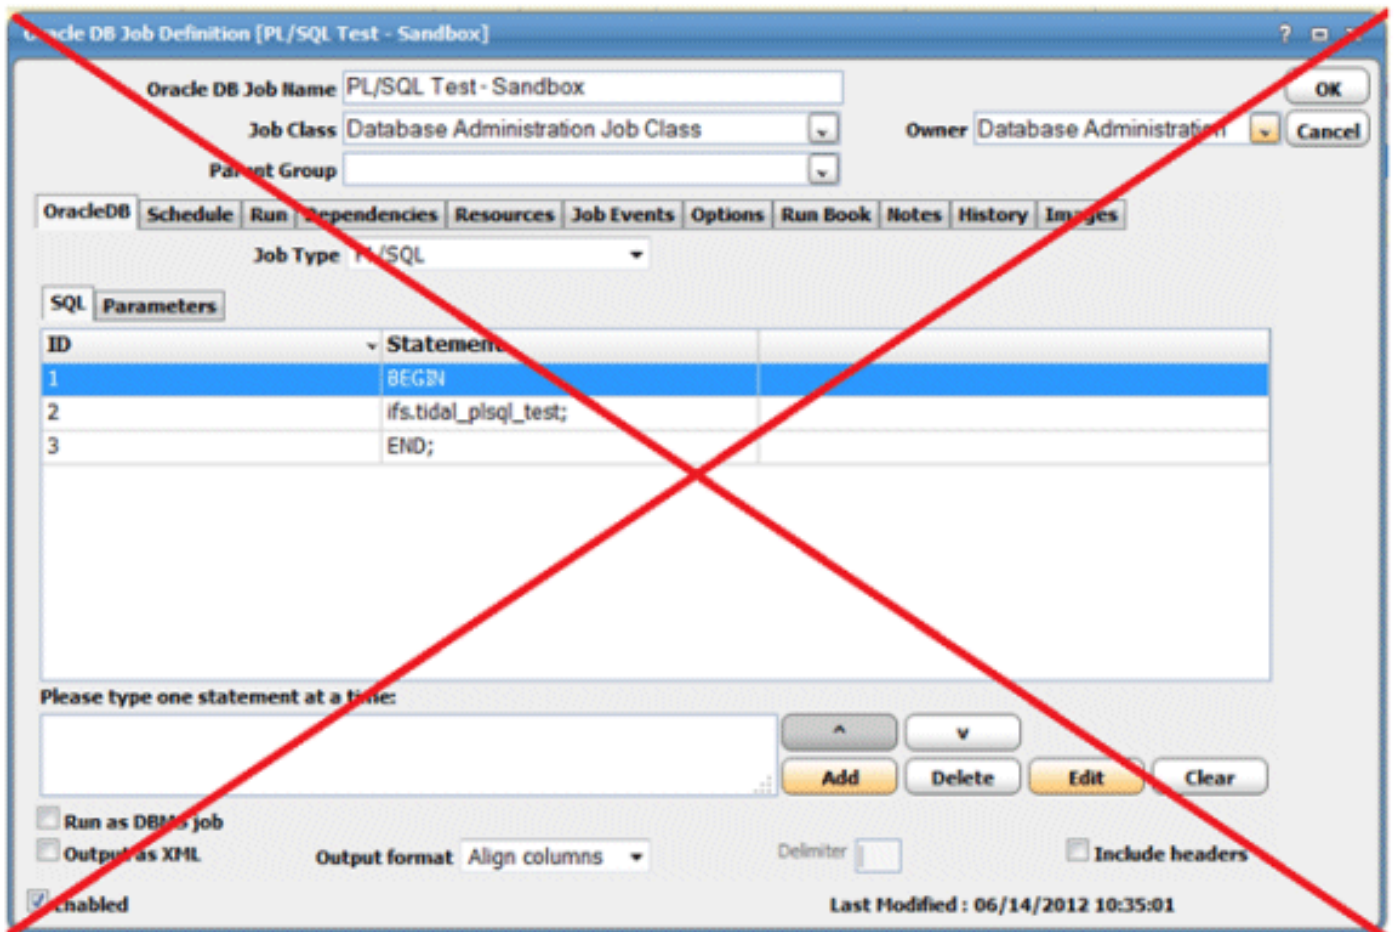 Oracle DB Job Definition [PL/SQL Test - Sandbox] ?
Oracle DB Job Name PL/SQL Test - Sandbox OK
Job Class Database Administration Job Class Owner Database Administration Cancel
Parent Group
OracleDB Schedule Run Dependencies Resources Job Events Options Run Book Notes History Images
Job Type PL/SQL
SQL Parameters
ID Statement
1 BEGIN
2 ifs.tidal_plsql_test;
3 END;
Please type one statement at a time:
^ v
Add Delete Edit Clear
Run as DBMS job
Output as XML Output format Align columns Delimiter Include headers
Enabled Last Modified : 06/14/2012 10:35:01